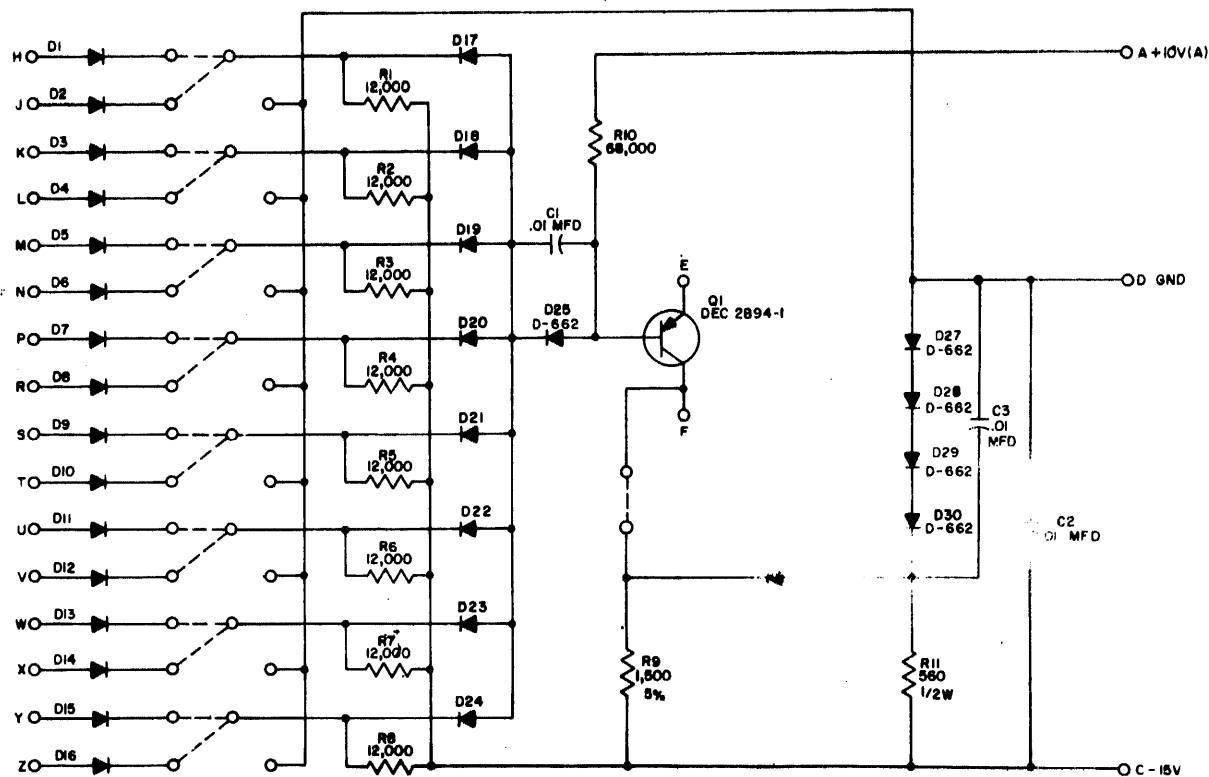 H D1
J D2
K D3
L D4
M D5
N D6
P D7
R D8
S D9
T D10
U D11
V D12
W D13
X D14
Y D15
Z D16
D17
R1
12,000
D18
R2
12,000
D19
R3
12,000
D20
R4
12,000
D21
R5
12,000
D22
R6
12,000
D23
R7
12,000
D24
R8
12,000
C1
.01 MFD
D25
D-662
R10
68,000
E
Q1
DEC 2894-1
F
R9
1,500
5%
A +10V(A)
D GND
D27
D-662
D28
D-662
D29
D-662
D30
D-662
C3
.01
MFD
C2
.01 MFD
R11
560
1/2W
C -15V